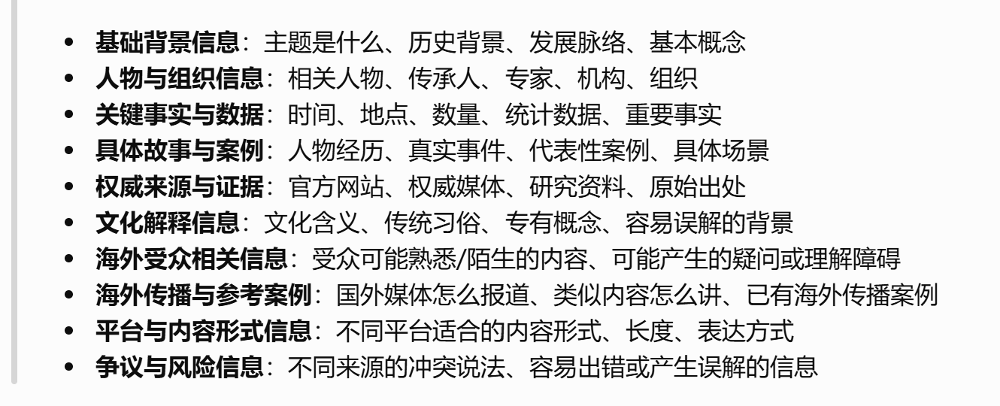 • 基础背景信息：主题是什么、历史背景、发展脉络、基本概念
• 人物与组织信息：相关人物、传承人、专家、机构、组织
• 关键事实与数据：时间、地点、数量、统计数据、重要事实
• 具体故事与案例：人物经历、真实事件、代表性案例、具体场景
• 权威来源与证据：官方网站、权威媒体、研究资料、原始出处
• 文化解释信息：文化含义、传统习俗、专有概念、容易误解的背景
• 海外受众相关信息：受众可能熟悉/陌生的内容、可能产生的疑问或理解障碍
• 海外传播与参考案例：国外媒体怎么报道、类似内容怎么讲、已有海外传播案例
• 平台与内容形式信息：不同平台适合的内容形式、长度、表达方式
• 争议与风险信息：不同来源的冲突说法、容易出错或产生误解的信息